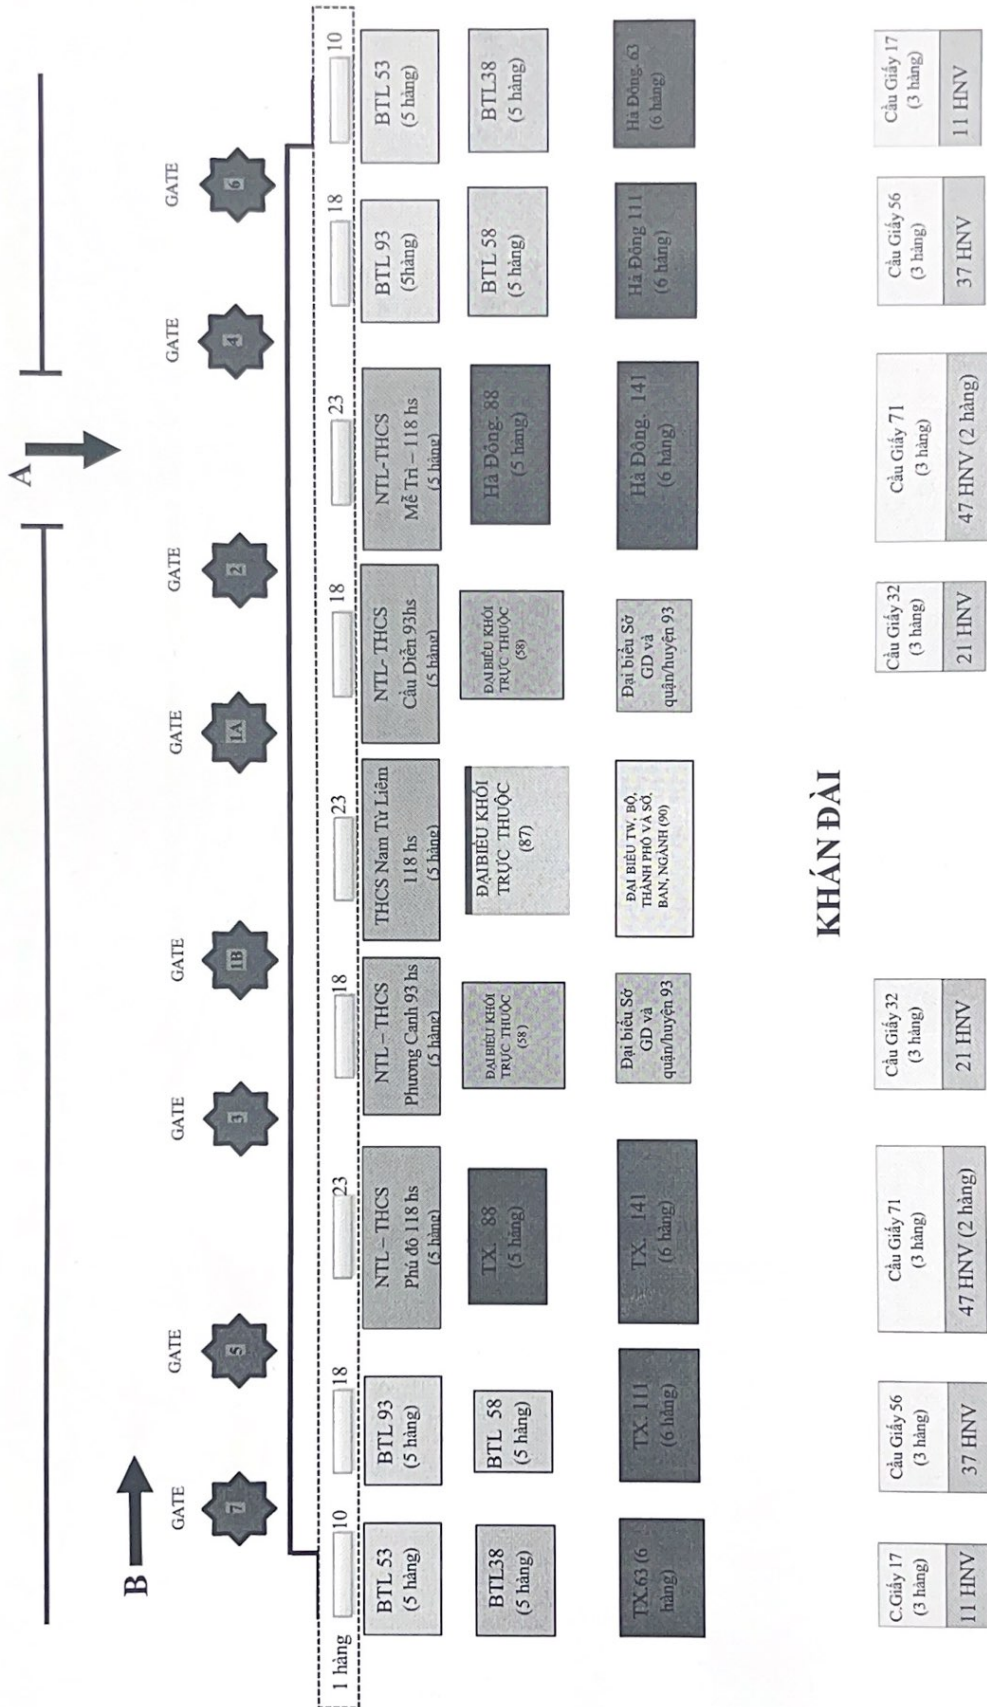 A
B
GATE
7
GATE
5
GATE
3
GATE
1B
GATE
1A
GATE
2
GATE
4
GATE
6
1 hàng
10
18
23
18
23
18
23
18
10
BTL 53
(5 hàng)
BTL 93
(5 hàng)
NTL – THCS
Phú đô 118 hs
(5 hàng)
NTL – THCS
Phương Canh 93 hs
(5 hàng)
THCS Nam Từ Liêm
118 hs
(5 hàng)
NTL- THCS
Cầu Diễn 93hs
(5 hàng)
NTL-THCS
Mễ Trì – 118 hs
(5 hàng)
BTL 93
(5hàng)
BTL 53
(5 hàng)
BTL38
(5 hàng)
BTL 58
(5 hàng)
TX. 88
(5 hàng)
ĐẠI BIỂU KHỐI
TRỰC THUỘC
(58)
ĐẠI BIỂU KHỐI
TRỰC THUỘC
(87)
ĐẠI BIỂU KHỐI
TRỰC THUỘC
(58)
Hà Đông. 88
(5 hàng)
BTL 58
(5 hàng)
BTL38
(5 hàng)
TX.63 (6
hàng)
TX. 111
(6 hàng)
TX. 141
(6 hàng)
Đại biểu Sở
GD và
quận/huyện 93
ĐẠI BIỂU TW, BỘ,
THÀNH PHỐ VÀ SỞ,
BAN, NGÀNH (90)
Đại biểu Sở
GD và
quận/huyện 93
Hà Đông. 141
(6 hàng)
Hà Đông 111
(6 hàng)
Hà Đông. 63
(6 hàng)
KHÁN ĐÀI
C.Giấy 17
(3 hàng)
11 HNV
Cầu Giấy 56
(3 hàng)
37 HNV
Cầu Giấy 71
(3 hàng)
47 HNV (2 hàng)
Cầu Giấy 32
(3 hàng)
21 HNV
Cầu Giấy 32
(3 hàng)
21 HNV
Cầu Giấy 71
(3 hàng)
47 HNV (2 hàng)
Cầu Giấy 56
(3 hàng)
37 HNV
Cầu Giấy 17
(3 hàng)
11 HNV